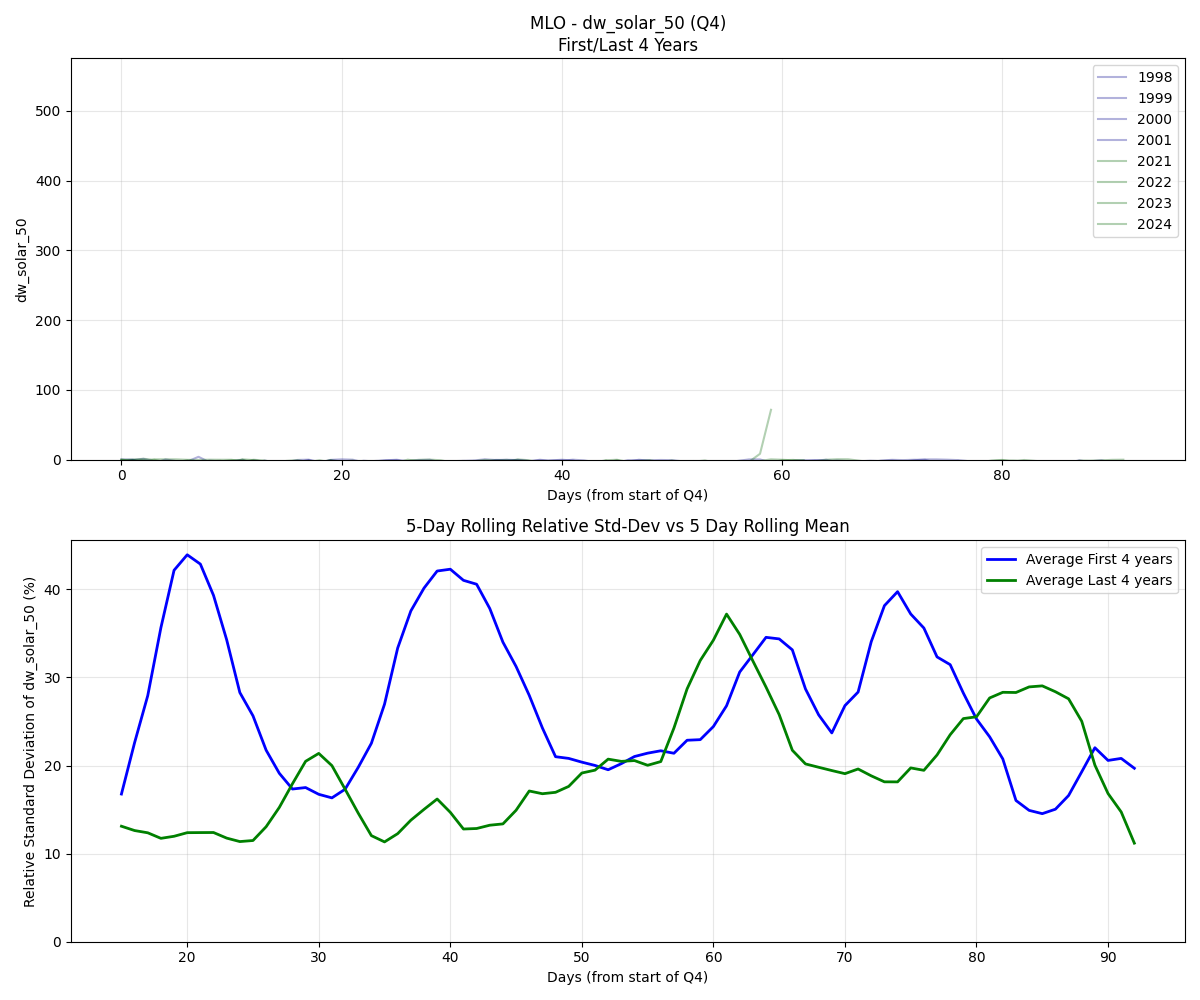 MLO - dw_solar_50 (Q4)
First/Last 4 Years
dw_solar_50
500
400
300
200
100
0
0 20 40 60 80
Days (from start of Q4)
1998
1999
2000
2001
2021
2022
2023
2024
5-Day Rolling Relative Std-Dev vs 5 Day Rolling Mean
Relative Standard Deviation of dw_solar_50 (%)
40
30
20
10
0
20 30 40 50 60 70 80 90
Days (from start of Q4)
Average First 4 years
Average Last 4 years